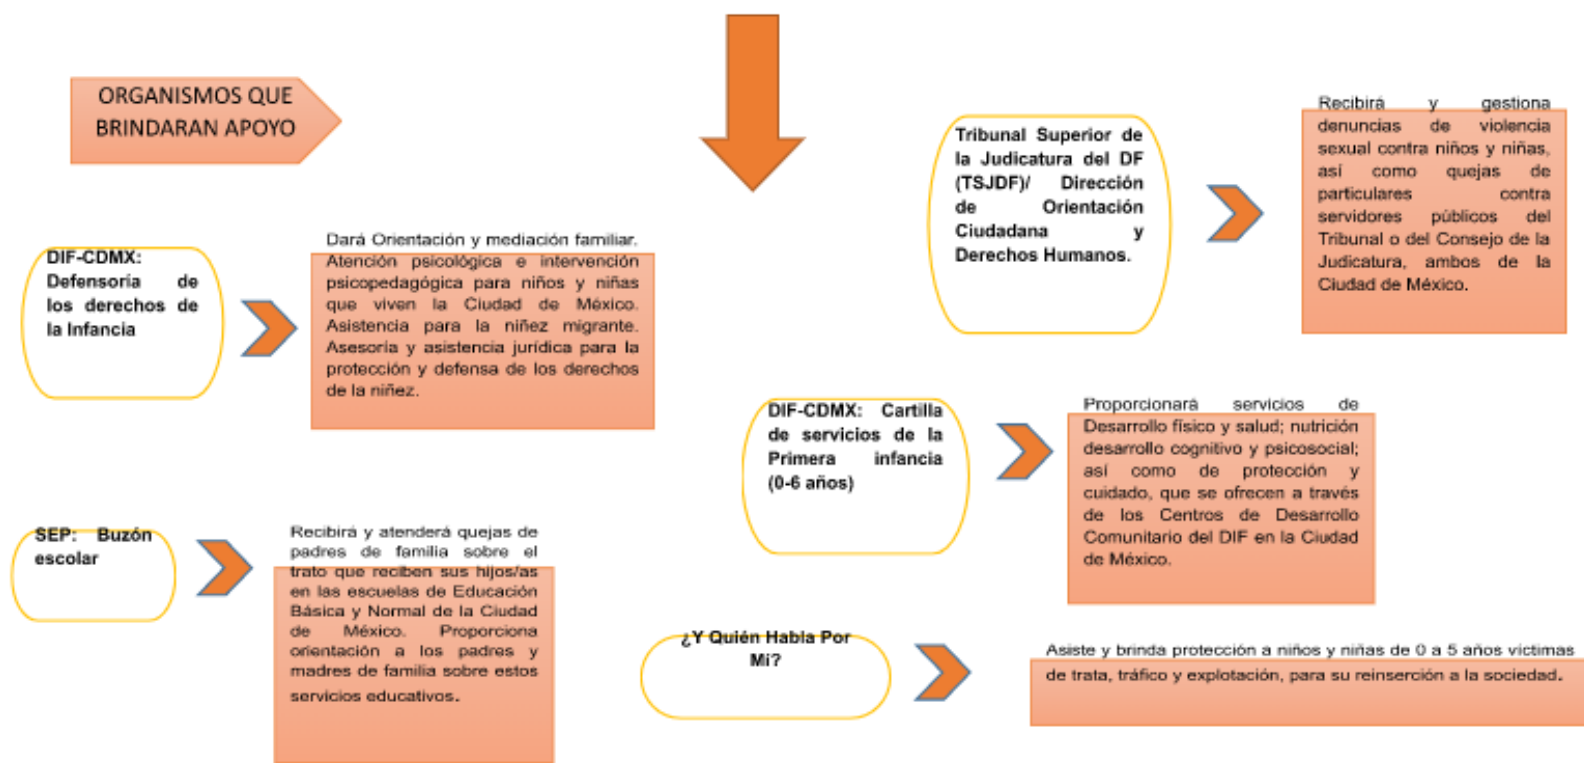 ORGANISMOS QUE
BRINDARAN APOYO
DIF-CDMX:
Defensoría de
los derechos de
la Infancia
Dará Orientación y mediación familiar.
Atención psicológica e intervención
psicopedagógica para niños y niñas
que viven la Ciudad de México.
Asistencia para la niñez migrante.
Asesoría y asistencia jurídica para la
protección y defensa de los derechos
de la niñez.
SEP: Buzón
escolar
Recibirá y atenderá quejas de
padres de familia sobre el
trato que reciben sus hijos/as
en las escuelas de Educación
Básica y Normal de la Ciudad
de México. Proporciona
orientación a los padres y
madres de familia sobre estos
servicios educativos.
Tribunal Superior de
la Judicatura del DF
(TSJDF)/ Dirección
de Orientación
Ciudadana y
Derechos Humanos.
Recibirá y gestiona
denuncias de violencia
sexual contra niños y niñas,
así como quejas de
particulares contra
servidores públicos del
Tribunal o del Consejo de la
Judicatura, ambos de la
Ciudad de México.
DIF-CDMX: Cartilla
de servicios de la
Primera infancia
(0-6 años)
Proporcionará servicios de
Desarrollo físico y salud; nutrición
desarrollo cognitivo y psicosocial;
así como de protección y
cuidado, que se ofrecen a través
de los Centros de Desarrollo
Comunitario del DIF en la Ciudad
de México.
¿Y Quién Habla Por
Mí?
Asiste y brinda protección a niños y niñas de 0 a 5 años víctimas
de trata, tráfico y explotación, para su reinserción a la sociedad.